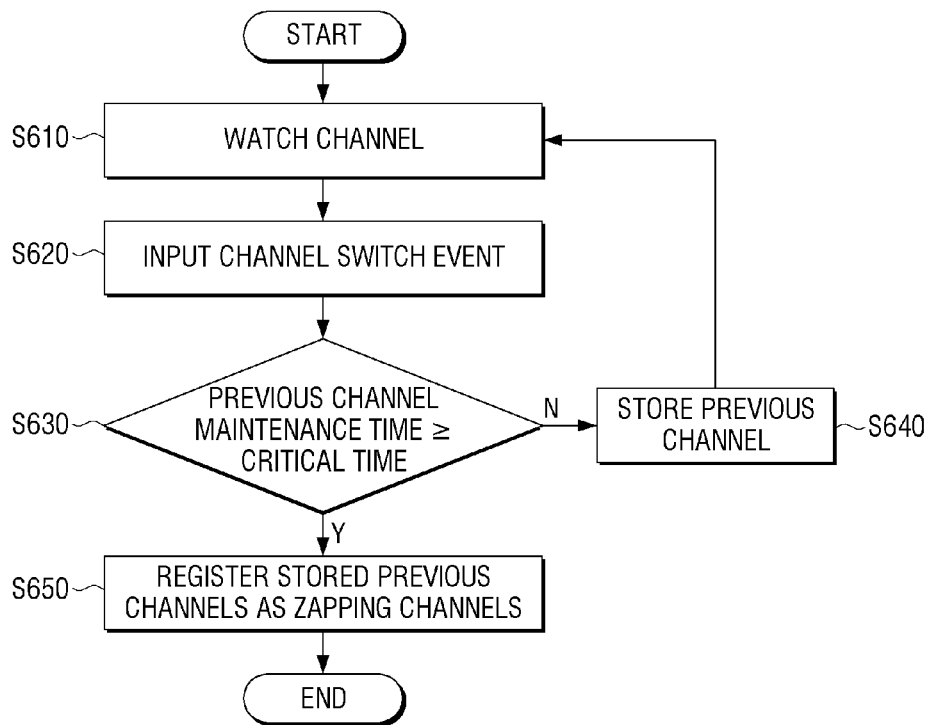 START
S610
WATCH CHANNEL
S620
INPUT CHANNEL SWITCH EVENT
S630
PREVIOUS CHANNEL
MAINTENANCE TIME ≥
CRITICAL TIME
N
STORE PREVIOUS
CHANNEL
S640
Y
S650
REGISTER STORED PREVIOUS
CHANNELS AS ZAPPING CHANNELS
END